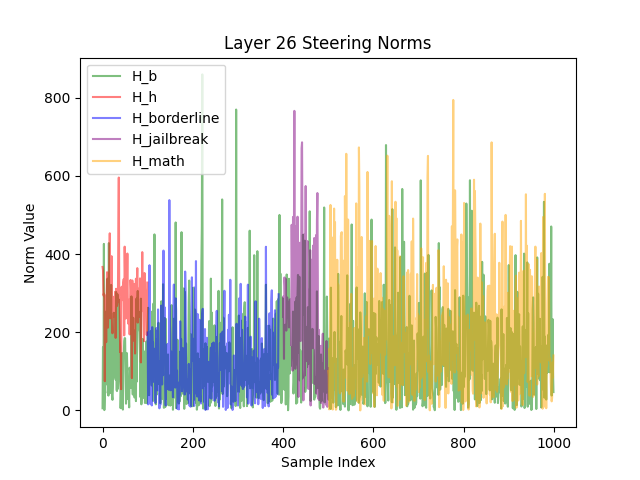 Layer 26 Steering Norms
H_b
H_h
H_borderline
H_jailbreak
H_math
Norm Value
800
600
400
200
0
0 200 400 600 800 1000
Sample Index